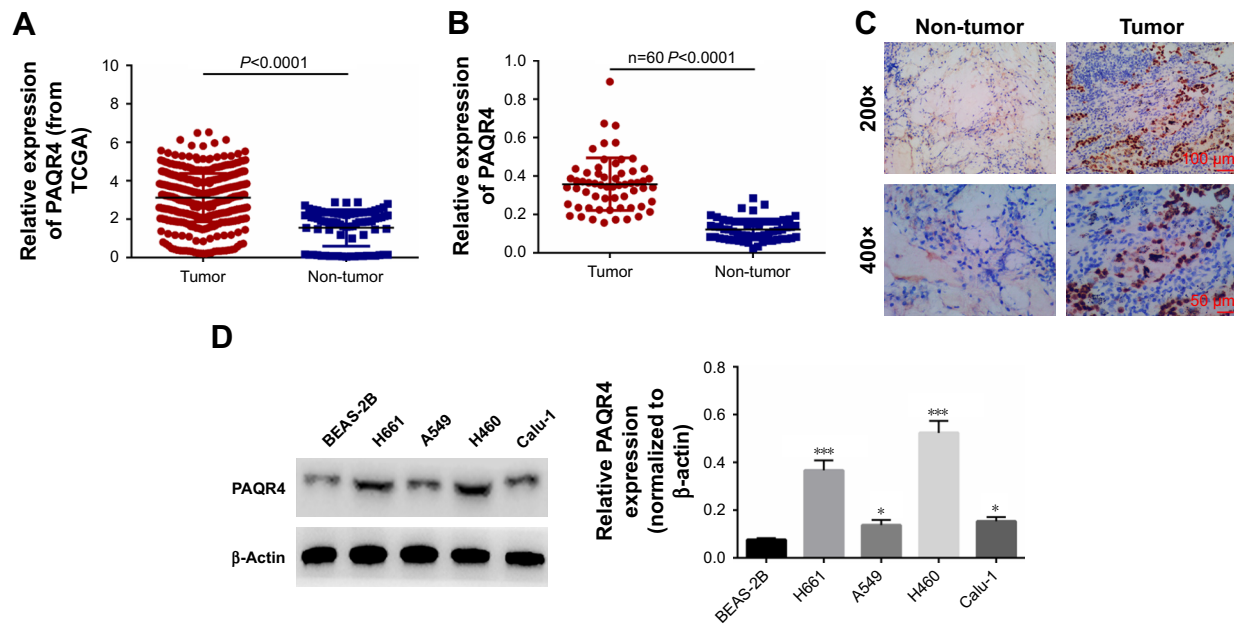 A
Relative expression
of PAQR4 (from
TCGA)
P<0.0001
10
8
6
4
2
0
Tumor
Non-tumor
B
Relative expression
of PAQR4
n=60 P<0.0001
1.0
0.8
0.6
0.4
0.2
0.0
Tumor
Non-tumor
C
Non-tumor
Tumor
200×
100 μm
400×
50 μm
D
BEAS-2B
H661
A549
H460
Calu-1
PAQR4
β-Actin
Relative PAQR4
expression
(normalized to
β-actin)
0.8
0.6
0.4
0.2
0.0
***
*
***
*
BEAS-2B
H661
A549
H460
Calu-1